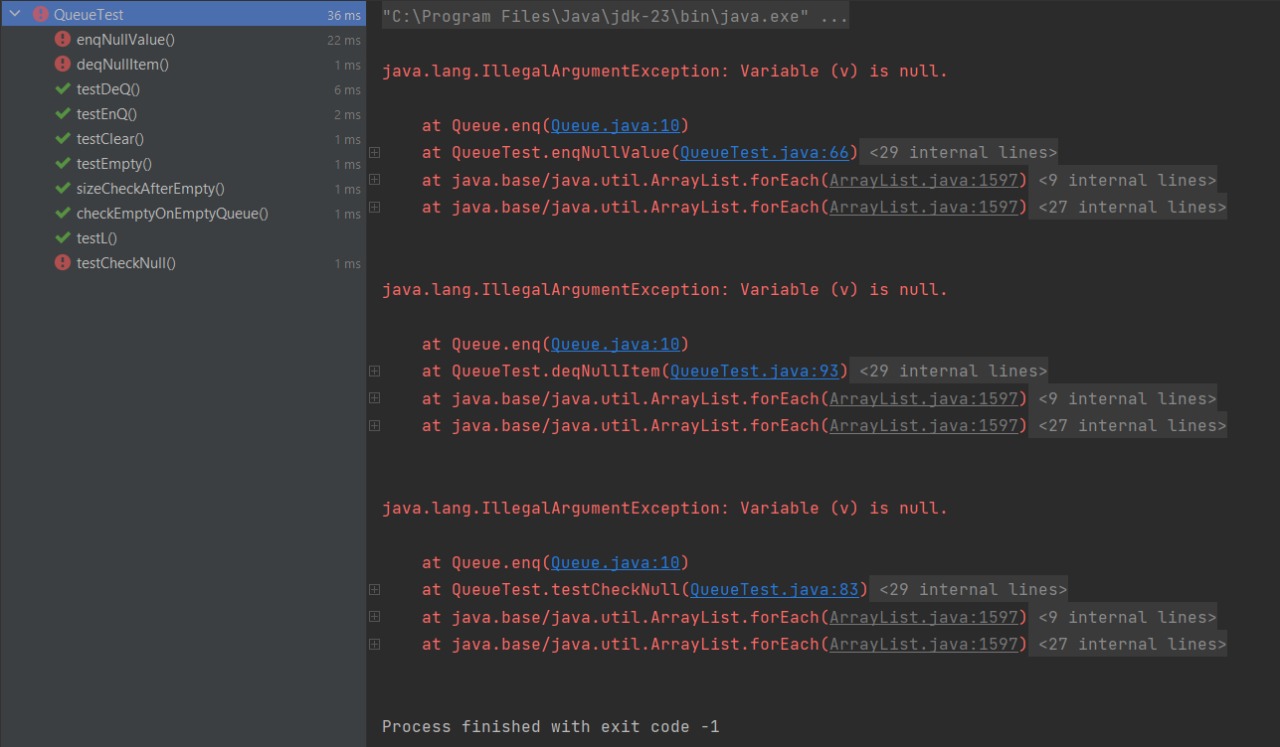 QueueTest 36 ms
enqNullValue() 22 ms
deqNullItem() 1 ms
testDeQ() 6 ms
testEnQ() 2 ms
testClear() 1 ms
testEmpty() 1 ms
sizeCheckAfterEmpty() 1 ms
checkEmptyOnEmptyQueue() 1 ms
testL()
testCheckNull() 1 ms
"C:\Program Files\Java\jdk-23\bin\java.exe" ...
java.lang.IllegalArgumentException: Variable (v) is null.
at Queue.enq(Queue.java:10)
at QueueTest.enqNullValue(QueueTest.java:66) <29 internal lines>
at java.base/java.util.ArrayList.forEach(ArrayList.java:1597) <9 internal lines>
at java.base/java.util.ArrayList.forEach(ArrayList.java:1597) <27 internal lines>
java.lang.IllegalArgumentException: Variable (v) is null.
at Queue.enq(Queue.java:10)
at QueueTest.deqNullItem(QueueTest.java:93) <29 internal lines>
at java.base/java.util.ArrayList.forEach(ArrayList.java:1597) <9 internal lines>
at java.base/java.util.ArrayList.forEach(ArrayList.java:1597) <27 internal lines>
java.lang.IllegalArgumentException: Variable (v) is null.
at Queue.enq(Queue.java:10)
at QueueTest.testCheckNull(QueueTest.java:83) <29 internal lines>
at java.base/java.util.ArrayList.forEach(ArrayList.java:1597) <9 internal lines>
at java.base/java.util.ArrayList.forEach(ArrayList.java:1597) <27 internal lines>
Process finished with exit code -1